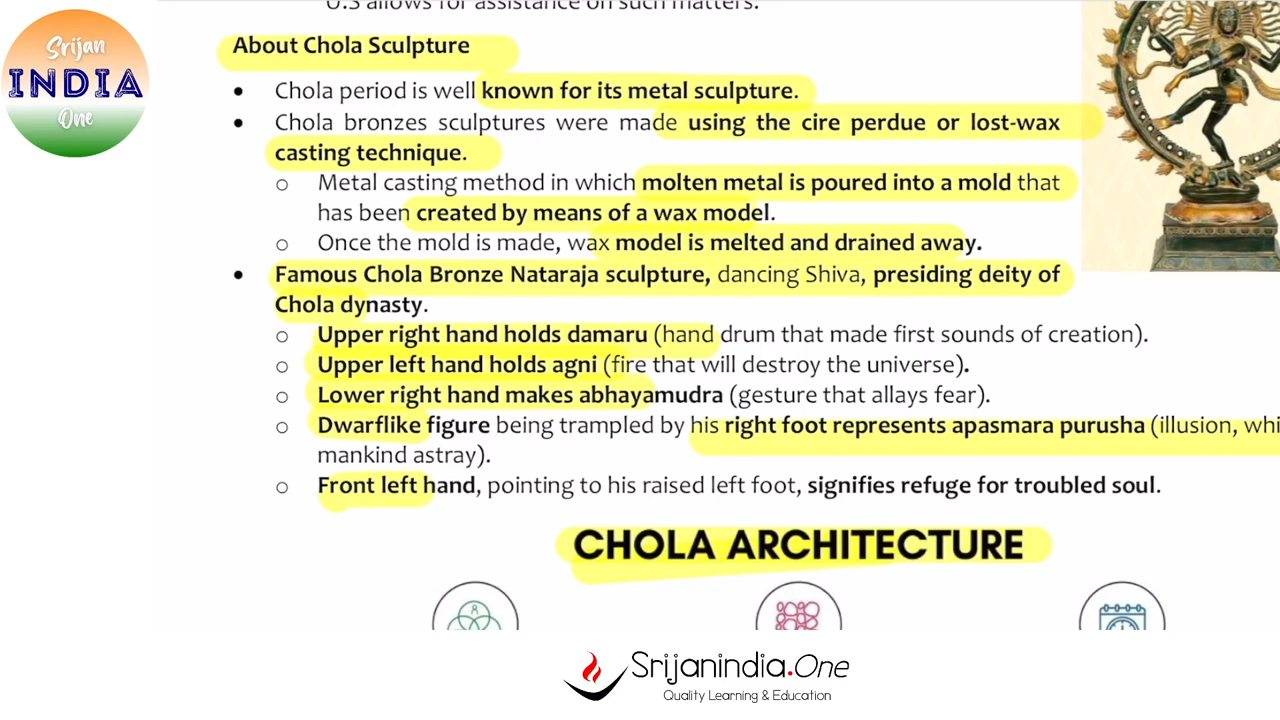 U.S allows for assistance on such matters.
Srijan
INDIA
One
About Chola Sculpture
• Chola period is well known for its metal sculpture.
• Chola bronzes sculptures were made using the cire perdue or lost-wax
casting technique.
o Metal casting method in which molten metal is poured into a mold that
has been created by means of a wax model.
o Once the mold is made, wax model is melted and drained away.
• Famous Chola Bronze Nataraja sculpture, dancing Shiva, presiding deity of
Chola dynasty.
o Upper right hand holds damaru (hand drum that made first sounds of creation).
o Upper left hand holds agni (fire that will destroy the universe).
o Lower right hand makes abhayamudra (gesture that allays fear).
o Dwarflike figure being trampled by his right foot represents apasmara purusha (illusion, whi
mankind astray).
o Front left hand, pointing to his raised left foot, signifies refuge for troubled soul.
CHOLA ARCHITECTURE
Srijanindia.One
Quality Learning & Education